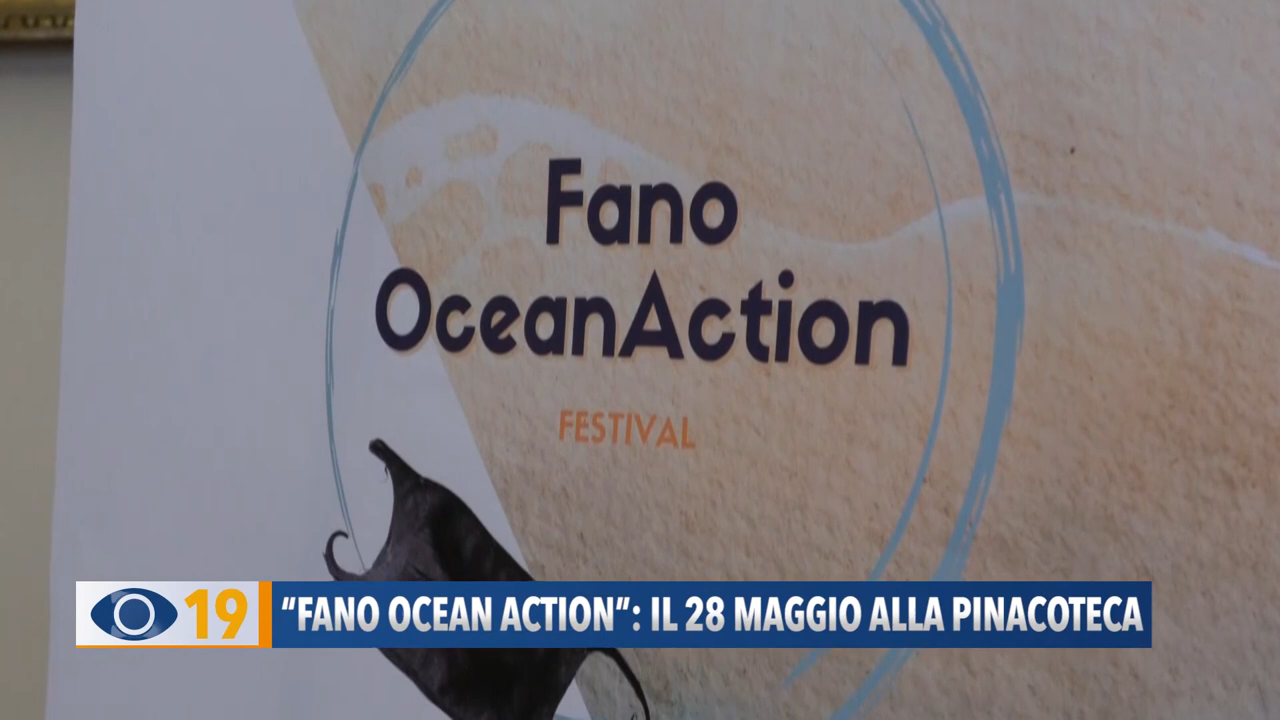 Fano
OceanAction
FESTIVAL
19
“FANO OCEAN ACTION”: IL 28 MAGGIO ALLA PINACOTECA